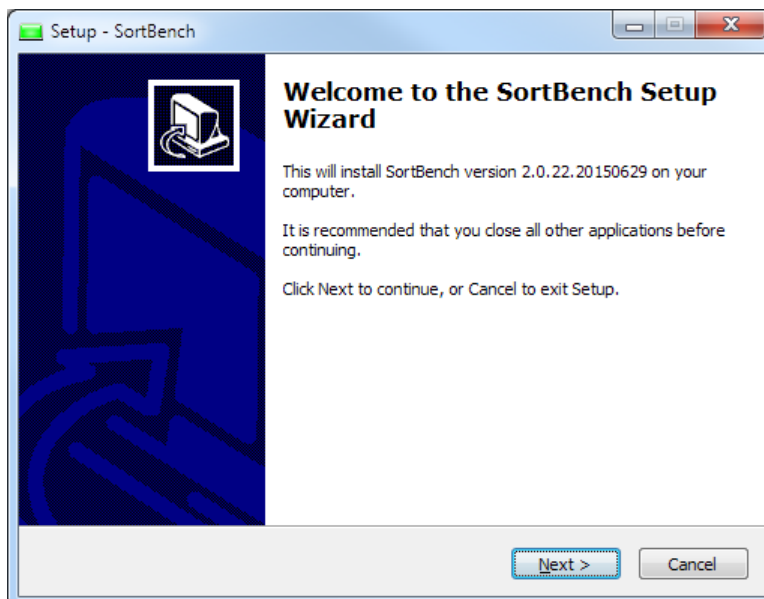 Setup - SortBench
Welcome to the SortBench Setup
Wizard
This will install SortBench version 2.0.22.20150629 on your
computer.
It is recommended that you close all other applications before
continuing.
Click Next to continue, or Cancel to exit Setup.
Next >
Cancel